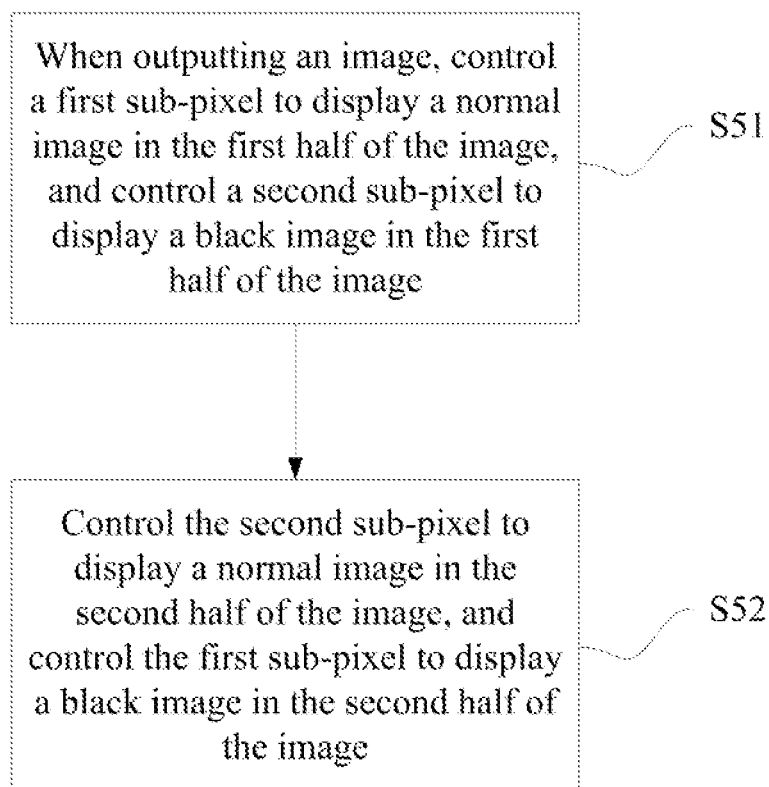 When outputting an image, control
a first sub-pixel to display a normal
image in the first half of the image,
and control a second sub-pixel to
display a black image in the first
half of the image
S51
Control the second sub-pixel to
display a normal image in the
second half of the image, and
control the first sub-pixel to display
a black image in the second half of
the image
S52